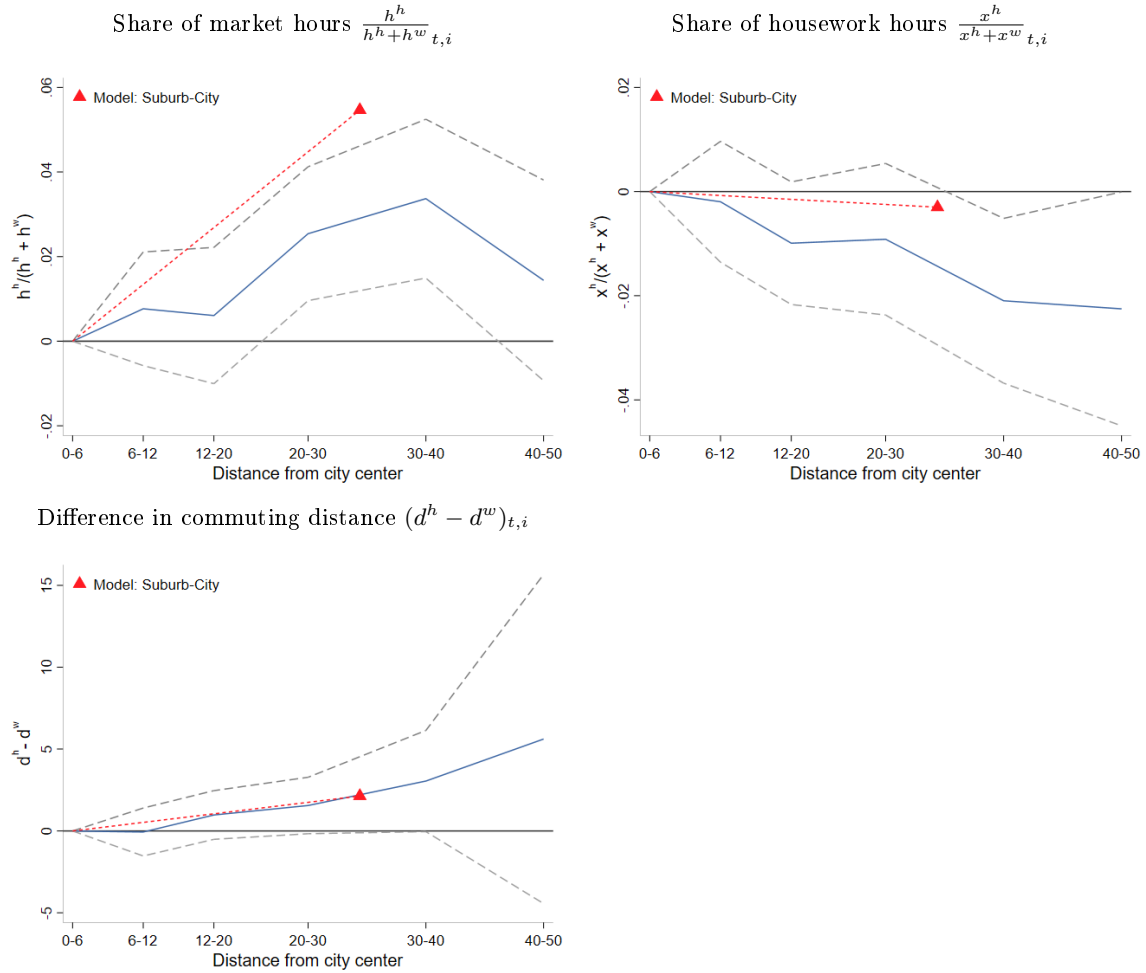 Share of market hours h^h/(h^h+h^w) t,i
.06
.04
.02
0
-.02
h^h/(h^h + h^w)
Model: Suburb-City
0-6 6-12 12-20 20-30 30-40 40-50
Distance from city center
Share of housework hours x^h/(x^h+x^w) t,i
.02
0
-.02
-.04
x^h/(x^h + x^w)
Model: Suburb-City
0-6 6-12 12-20 20-30 30-40 40-50
Distance from city center
Difference in commuting distance (d^h − d^w)t,i
15
10
5
0
-5
d^h- d^w
Model: Suburb-City
0-6 6-12 12-20 20-30 30-40 40-50
Distance from city center